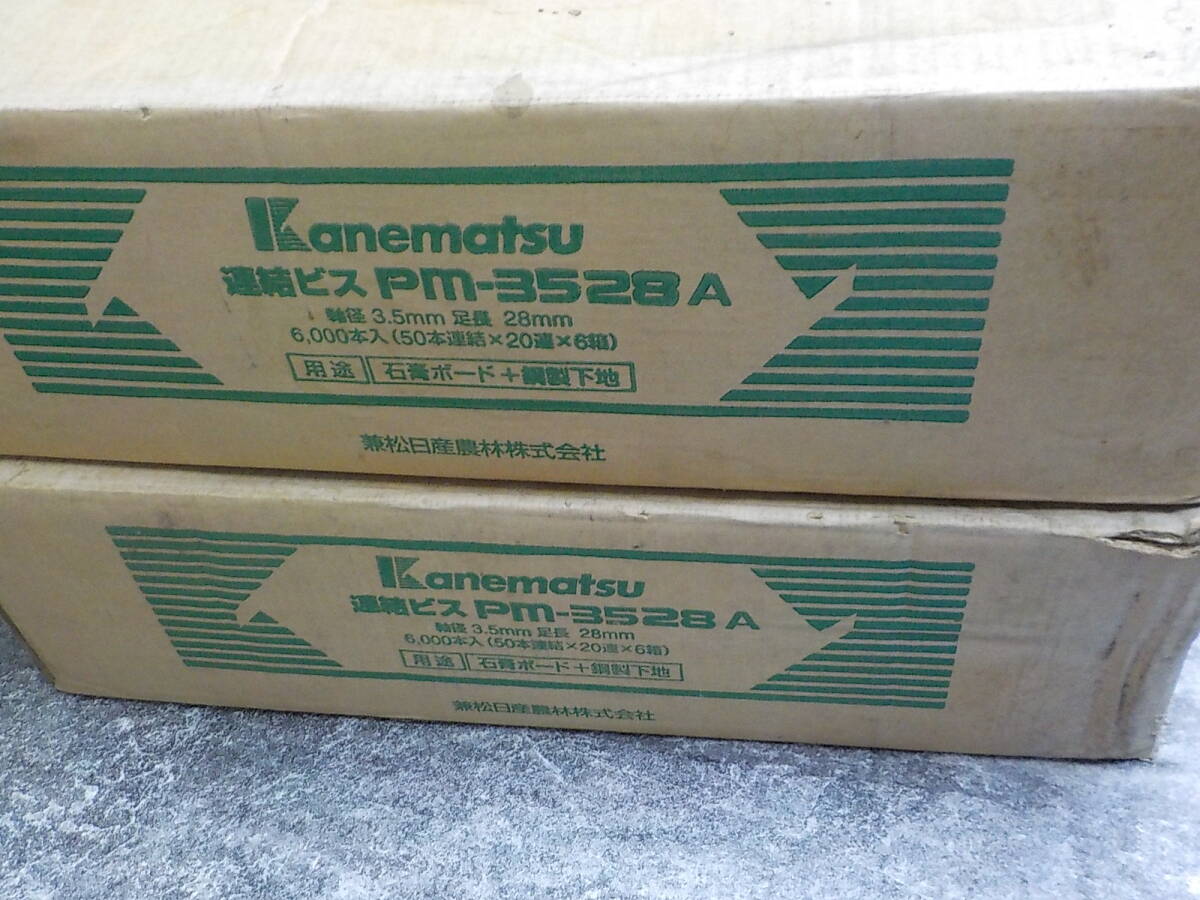 Kanematsu
連結ビス PM-3528A
軸径 3.5mm 足長 28mm
6,000本入(50本連結×20連×6箱)
用途 石膏ボード+鋼製下地
兼松日産農林株式会社
Kanematsu
連結ビス PM-3528A
軸径 3.5mm 足長 28mm
6,000本入(50本連結×20連×6箱)
用途 石膏ボード+鋼製下地
兼松日産農林株式会社